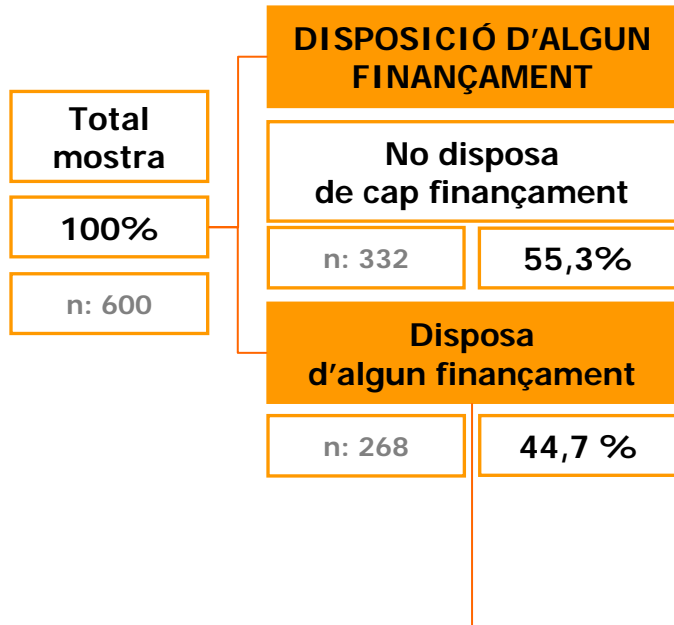 Total
mostra
100%
n: 600
DISPOSICIÓ D'ALGUN
FINANÇAMENT
No disposa
de cap finançament
n: 332
55,3%
Disposa
d'algun finançament
n: 268
44,7 %